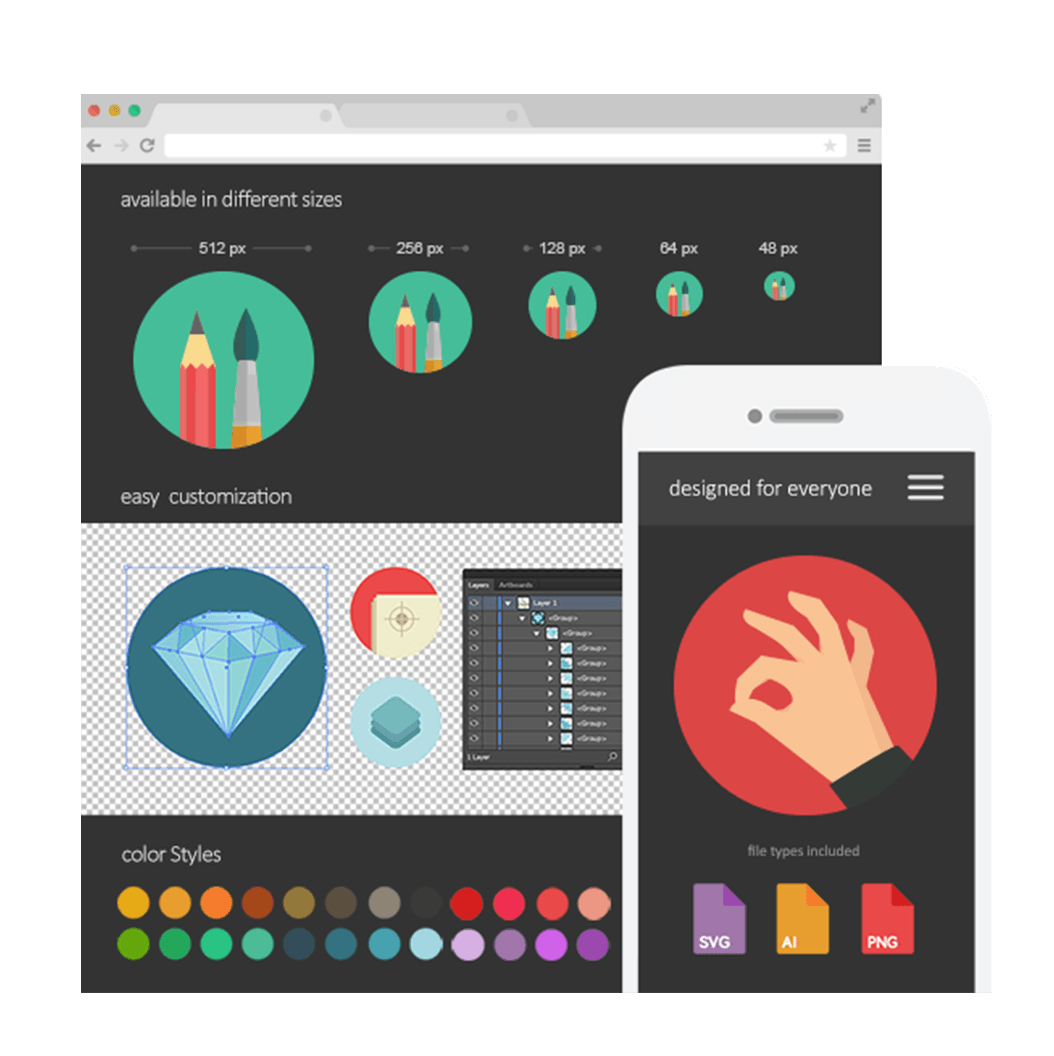 available in different sizes
512 px
256 px
128 px
64 px
48 px
easy customization
designed for everyone
Layers Artboards
Layer 1
<Group>
<Group>
<Group>
<Group>
<Group>
<Group>
<Group>
<Group>
<Group>
1 Layer
color Styles
file types included
SVG
AI
PNG